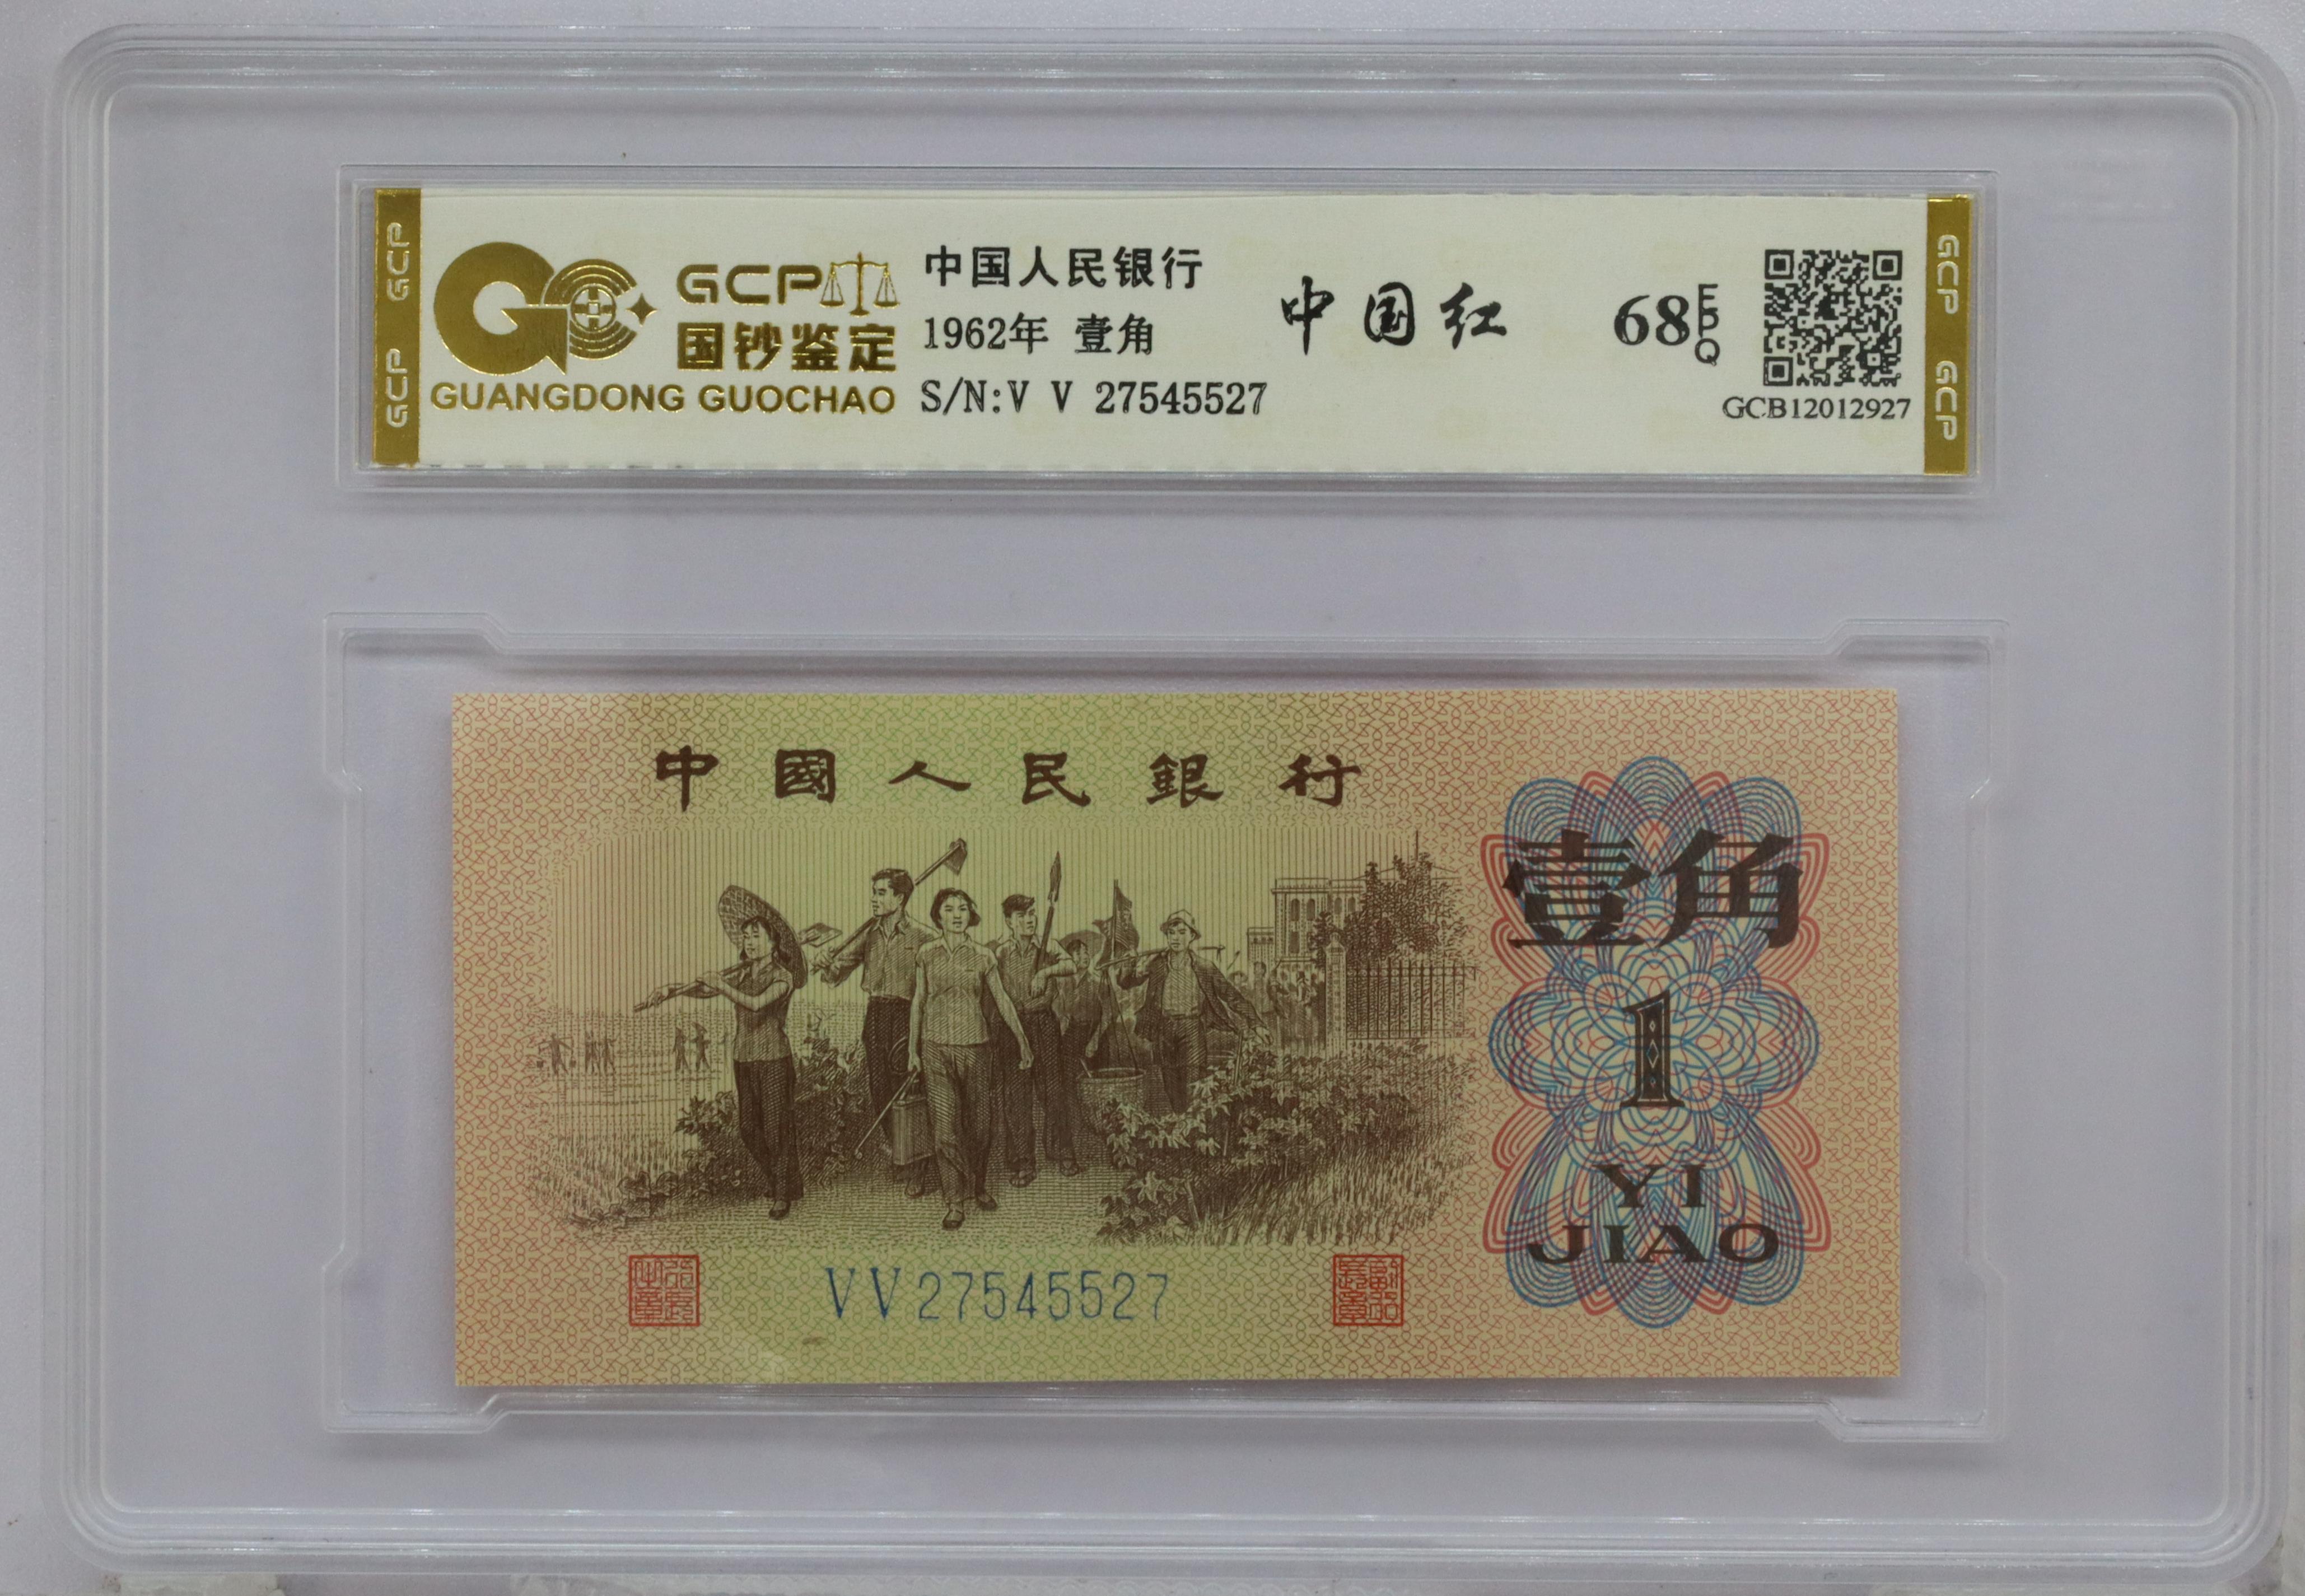 GCP GCP
GCP
国钞鉴定
GUANGDONG GUOCHAO
中国人民银行
1962年 壹角
S/N:V V 27545527
中国红
68 EPQ
GCB12012927
GCP GCP
中國人民銀行
壹角
1
YI
JIAO
VV27545527